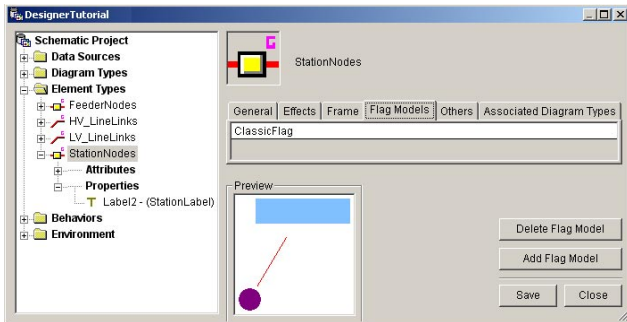 DesignerTutorial
Schematic Project
Data Sources
Diagram Types
Element Types
FeederNodes
HV_LineLinks
LV_LineLinks
StationNodes
Attributes
Properties
Label2 - (StationLabel)
Behaviors
Environment
G
StationNodes
General Effects Frame Flag Models Others Associated Diagram Types
ClassicFlag
Preview
Delete Flag Model
Add Flag Model
Save Close